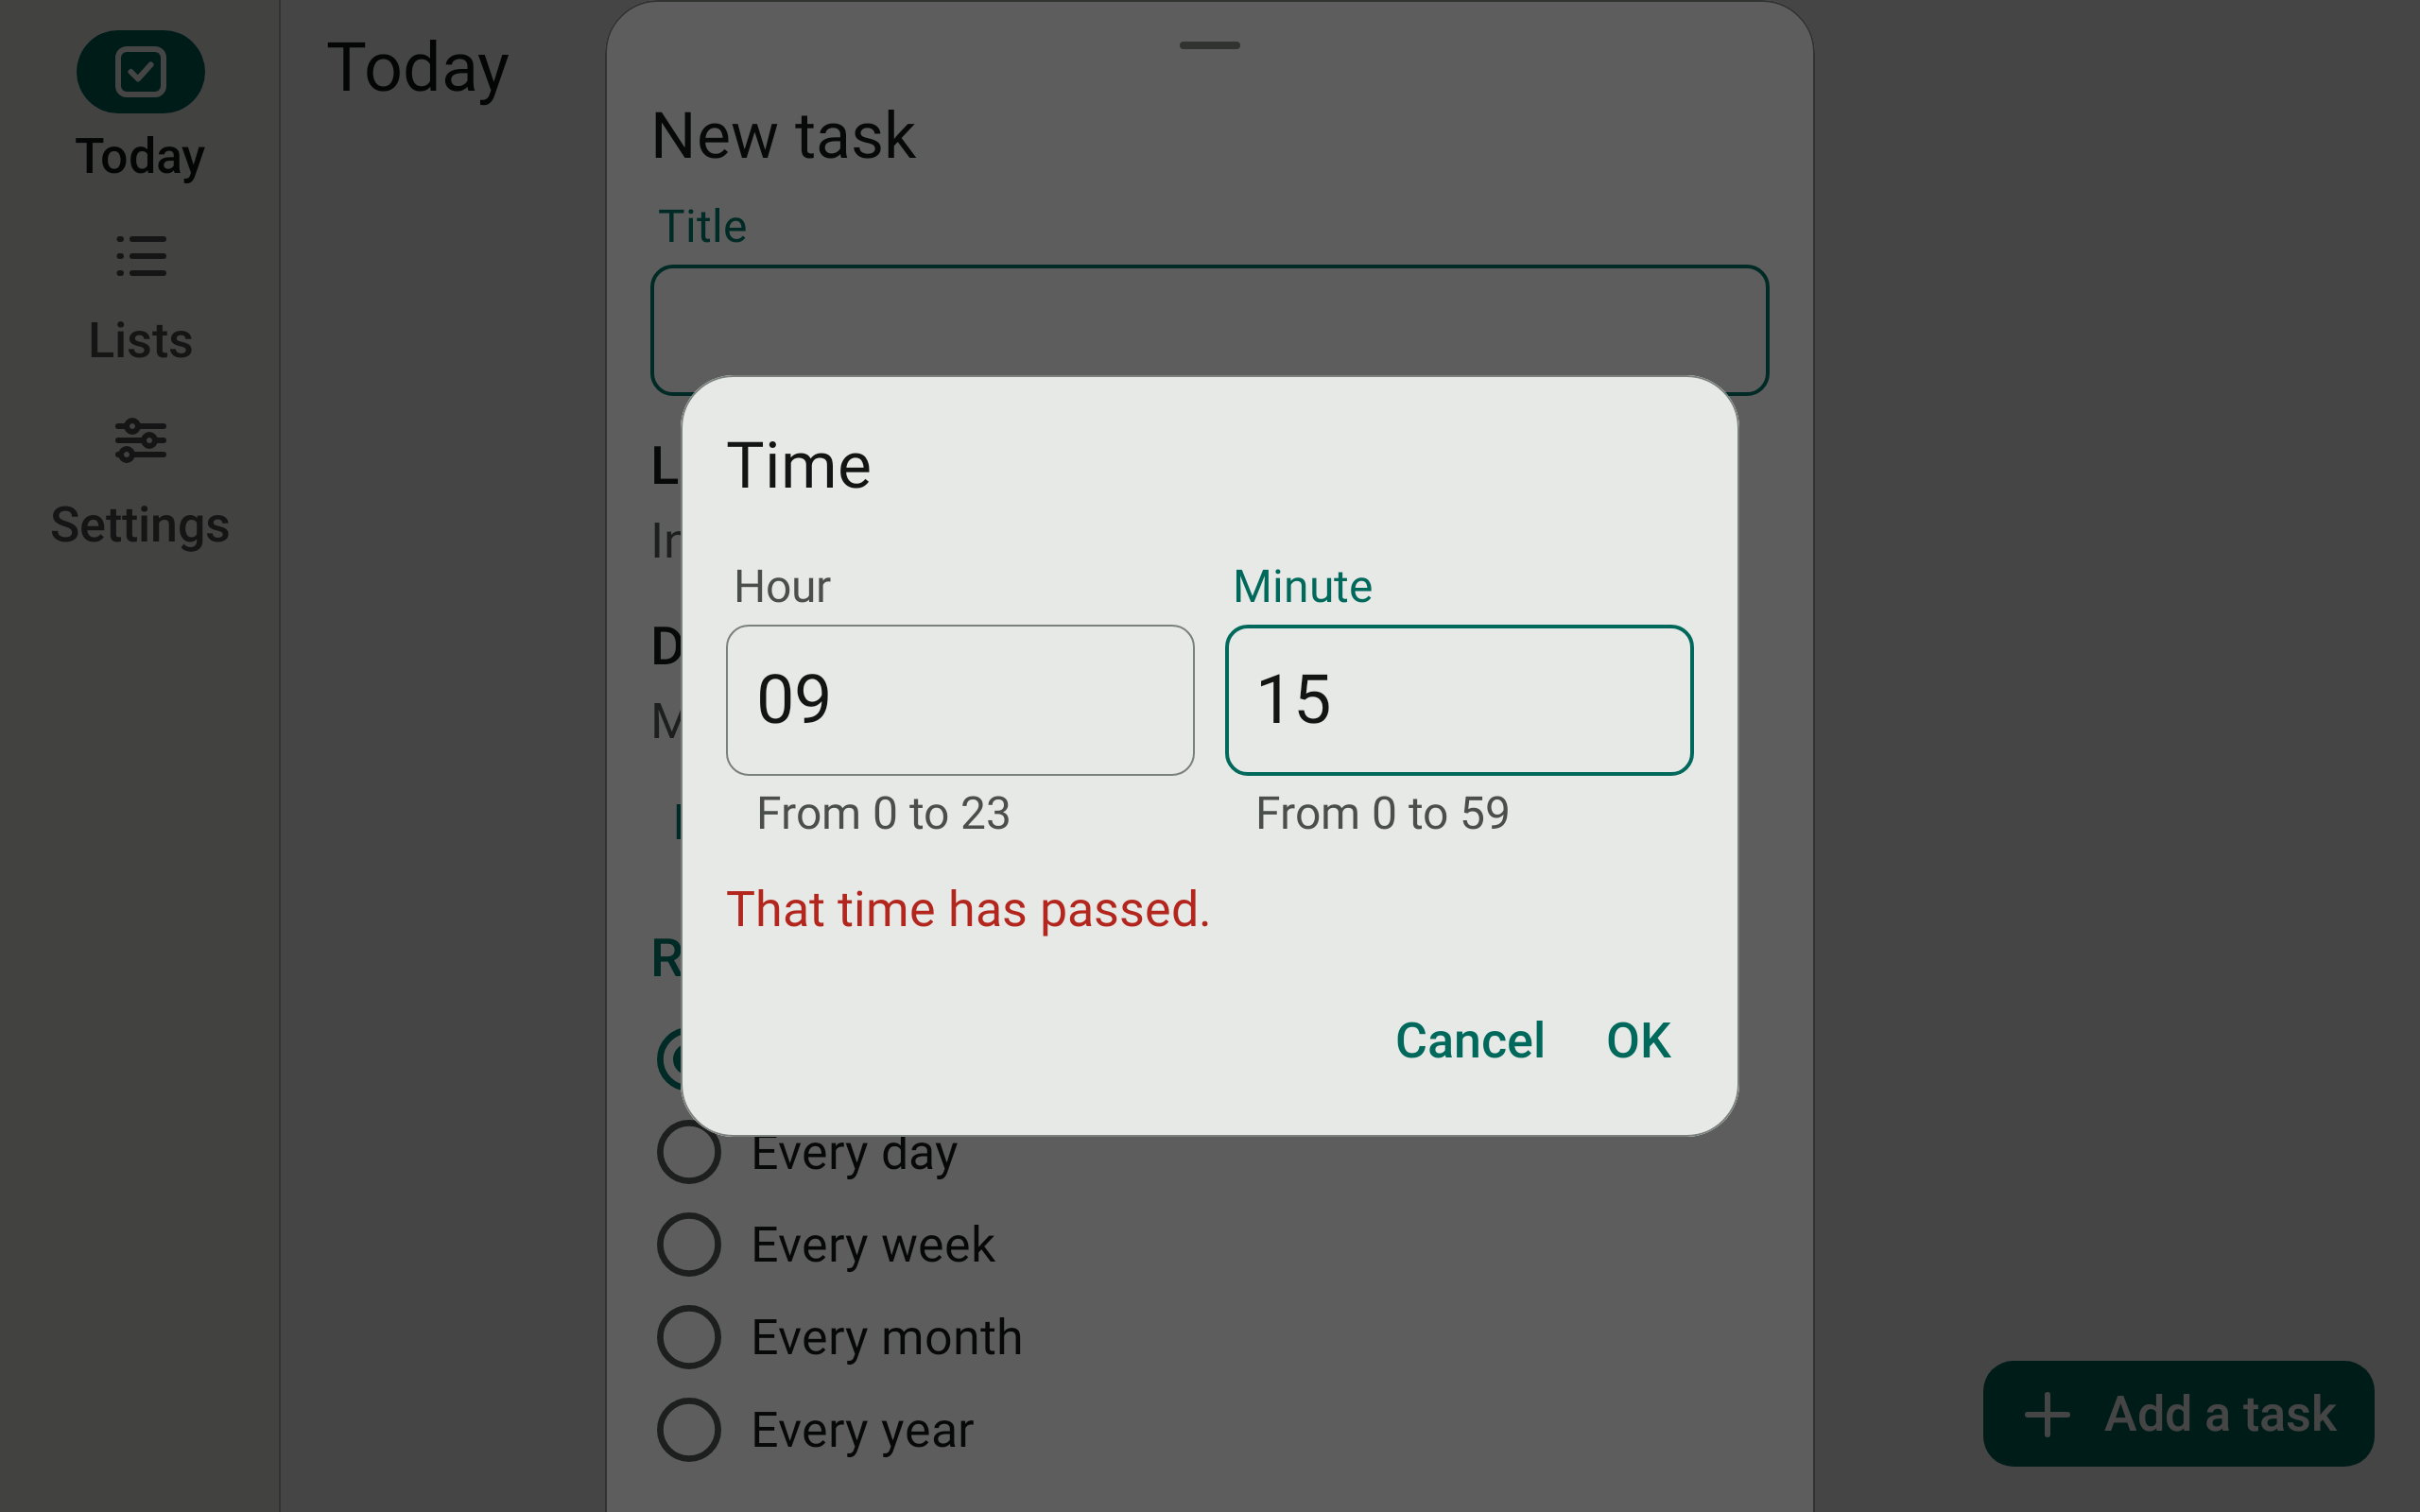 Today
Lists
Settings
Today
New task
Title
Time
Hour
Minute
09
15
From 0 to 23
From 0 to 59
That time has passed.
Cancel
OK
Every day
Every week
Every month
Every year
Add a task